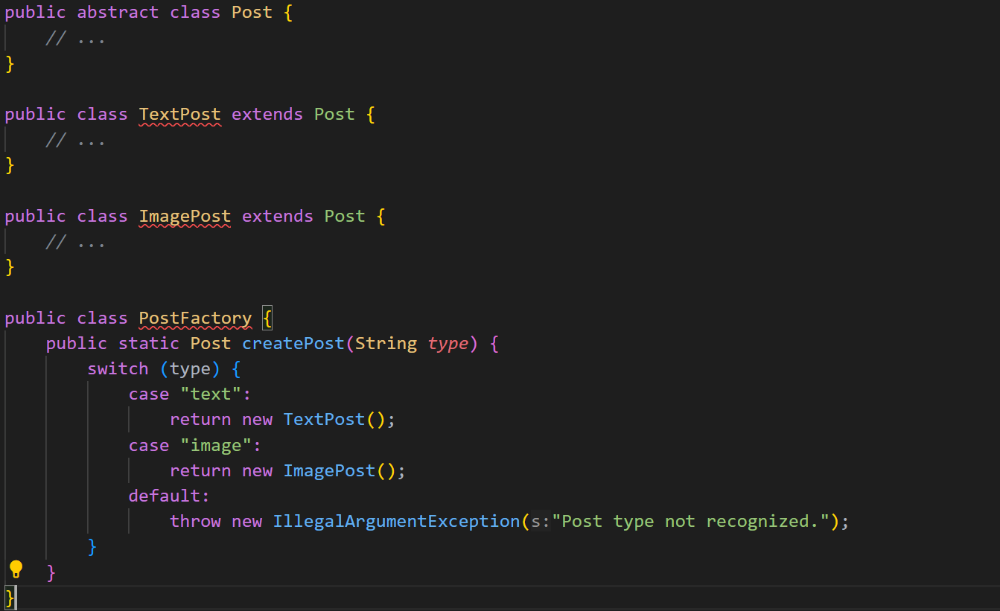 public abstract class Post {
    // ...
}

public class TextPost extends Post {
    // ...
}

public class ImagePost extends Post {
    // ...
}

public class PostFactory {
    public static Post createPost(String type) {
        switch (type) {
            case "text":
                return new TextPost();
            case "image":
                return new ImagePost();
            default:
                throw new IllegalArgumentException(s:"Post type not recognized.");
        }
    }
}